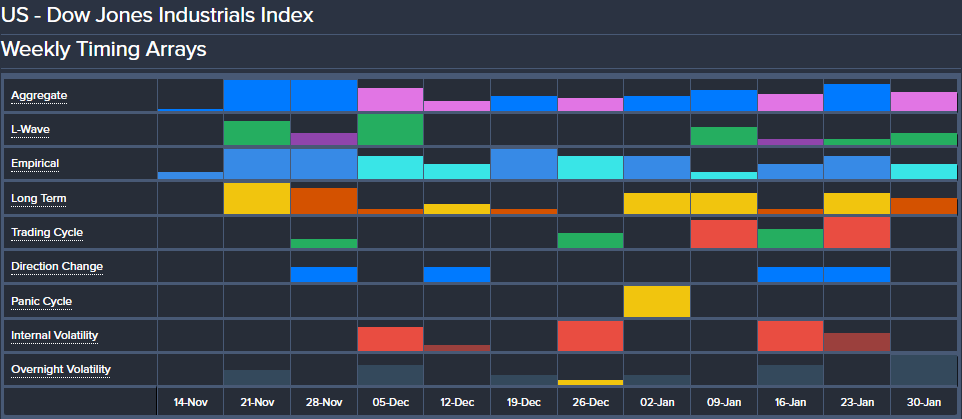 US - Dow Jones Industrials Index
Weekly Timing Arrays
Aggregate
L-Wave
Empirical
Long Term
Trading Cycle
Direction Change
Panic Cycle
Internal Volatility
Overnight Volatility
14-Nov 21-Nov 28-Nov 05-Dec 12-Dec 19-Dec 26-Dec 02-Jan 09-Jan 16-Jan 23-Jan 30-Jan